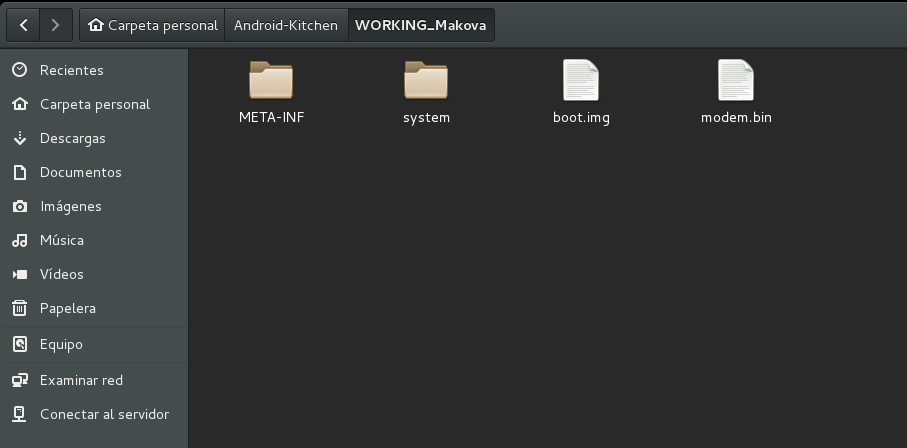 Carpeta personal Android-Kitchen WORKING_Makova
Recientes
Carpeta personal
Descargas
Documentos
Imágenes
Música
Vídeos
Papelera
Equipo
Examinar red
Conectar al servidor
META-INF system boot.img modem.bin